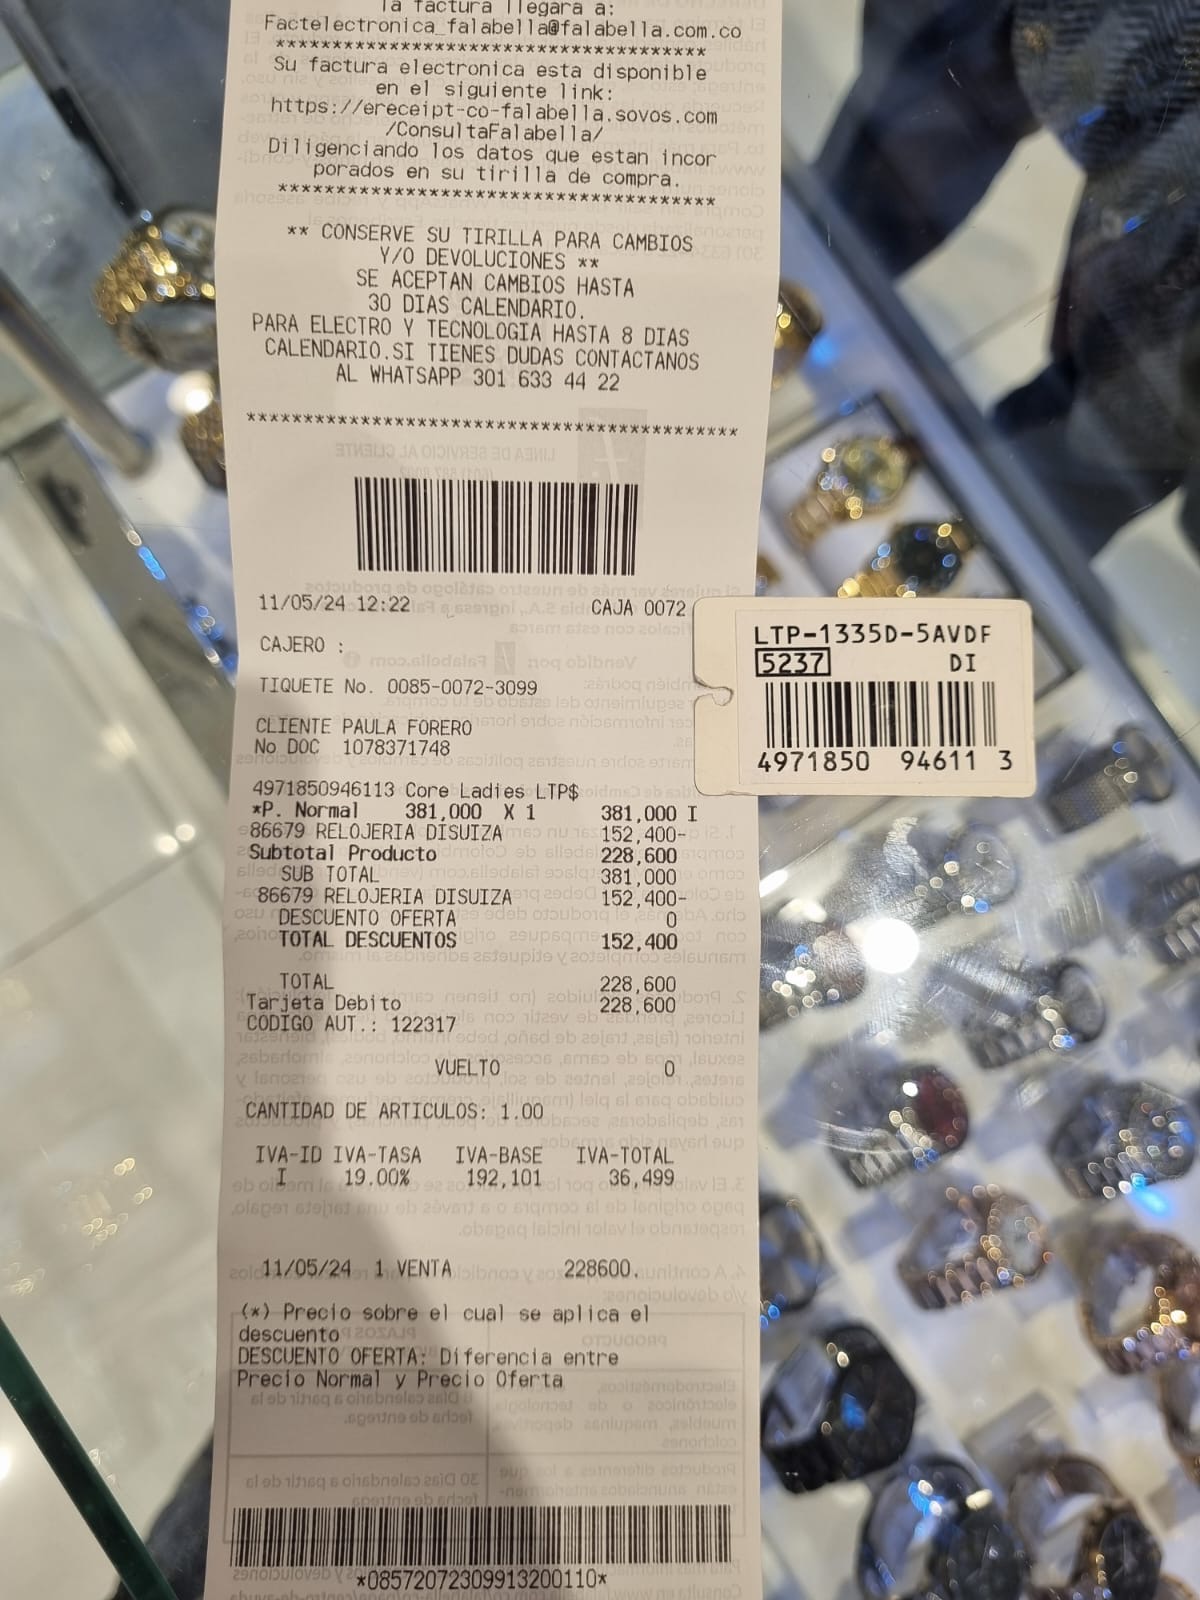 la factura llegara a:
Factelectronica_falabella@falabella.com.co
****************************************
Su factura electronica esta disponible
en el siguiente link:
https://ereceipt-co-falabella.sovos.com
/ConsultaFalabella/
Diligenciando los datos que estan incor
porados en su tirilla de compra.
****************************************
** CONSERVE SU TIRILLA PARA CAMBIOS
Y/O DEVOLUCIONES **
SE ACEPTAN CAMBIOS HASTA
30 DIAS CALENDARIO.
PARA ELECTRO Y TECNOLOGIA HASTA 8 DIAS
CALENDARIO.SI TIENES DUDAS CONTACTANOS
AL WHATSAPP 301 633 44 22
********************************************
11/05/24 12:22 CAJA 0072
CAJERO :
TIQUETE No. 0085-0072-3099
CLIENTE PAULA FORERO
No DOC 1078371748
4971850946113 Core Ladies LTP$
*P. Normal 381,000 X 1 381,000 I
86679 RELOJERIA DISUIZA 152,400-
Subtotal Producto 228,600
SUB TOTAL 381,000
86679 RELOJERIA DISUIZA 152,400-
DESCUENTO OFERTA 0
TOTAL DESCUENTOS 152,400
TOTAL 228,600
Tarjeta Debito 228,600
CODIGO AUT.: 122317
VUELTO 0
CANTIDAD DE ARTICULOS: 1.00
IVA-ID IVA-TASA IVA-BASE IVA-TOTAL
I 19.00% 192,101 36,499
11/05/24 1 VENTA 228600.
(*) Precio sobre el cual se aplica el
descuento
DESCUENTO OFERTA: Diferencia entre
Precio Normal y Precio Oferta
*08572072309913200110*
LTP-1335D-5AVDF
5237 DI
4971850 94611 3